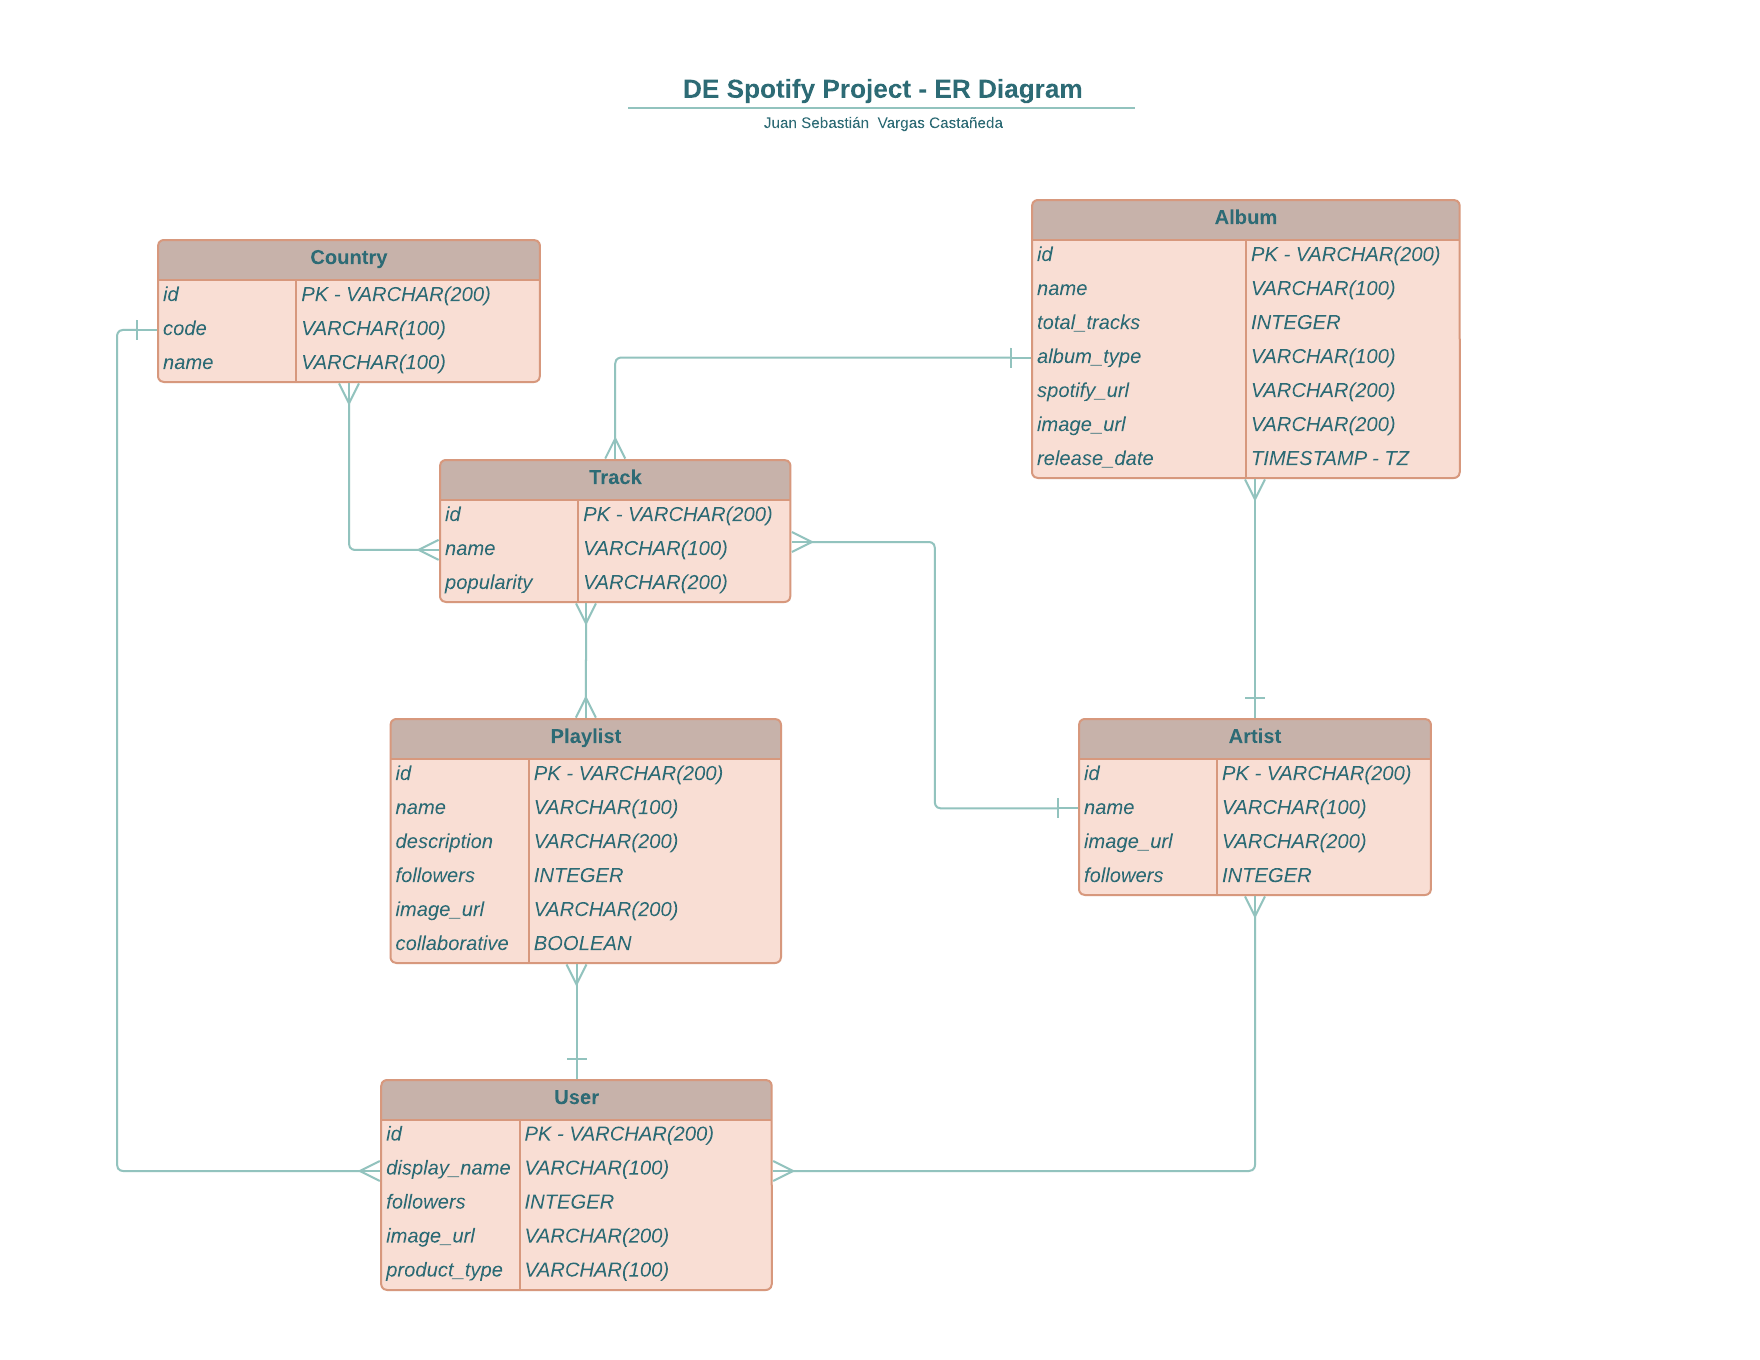 DE Spotify Project - ER Diagram
Juan Sebastián  Vargas Castañeda
Country
id PK - VARCHAR(200)
code VARCHAR(100)
name VARCHAR(100)
Album
id PK - VARCHAR(200)
name VARCHAR(100)
total_tracks INTEGER
album_type VARCHAR(100)
spotify_url VARCHAR(200)
image_url VARCHAR(200)
release_date TIMESTAMP - TZ
Track
id PK - VARCHAR(200)
name VARCHAR(100)
popularity VARCHAR(200)
Playlist
id PK - VARCHAR(200)
name VARCHAR(100)
description VARCHAR(200)
followers INTEGER
image_url VARCHAR(200)
collaborative BOOLEAN
Artist
id PK - VARCHAR(200)
name VARCHAR(100)
image_url VARCHAR(200)
followers INTEGER
User
id PK - VARCHAR(200)
display_name VARCHAR(100)
followers INTEGER
image_url VARCHAR(200)
product_type VARCHAR(100)